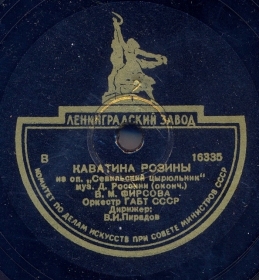 ЛЕНИНГРАДСКИЙ ЗАВОД
В 16335
КАВАТИНА РОЗИНЫ
из оп. „Севильский цырюльник“
муз. Д. Россини (оконч.)
В. М. ФИРСОВА
Оркестр ГАБТ СССР
Дирижер:
В.И.Пирадов
КОМИТЕТ ПО ДЕЛАМ ИСКУССТВ ПРИ СОВЕТЕ МИНИСТРОВ СССР